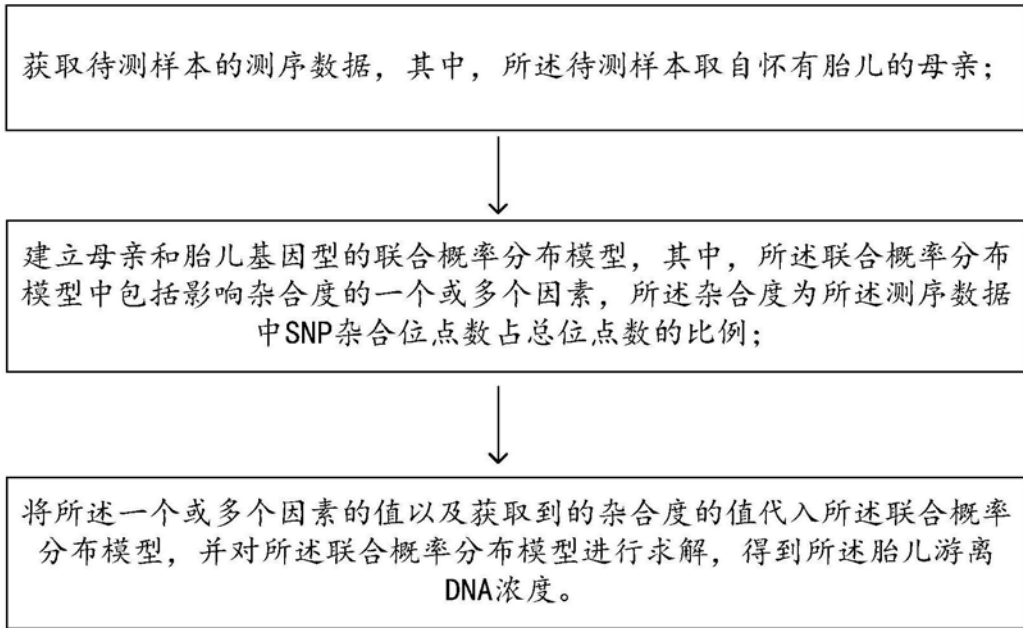 获取待测样本的测序数据，其中，所述待测样本取自怀有胎儿的母亲；
建立母亲和胎儿基因型的联合概率分布模型，其中，所述联合概率分布
模型中包括影响杂合度的一个或多个因素，所述杂合度为所述测序数据
中SNP杂合位点数占总位点数的比例；
将所述一个或多个因素的值以及获取到的杂合度的值代入所述联合概率
分布模型，并对所述联合概率分布模型进行求解，得到所述胎儿游离
DNA浓度。